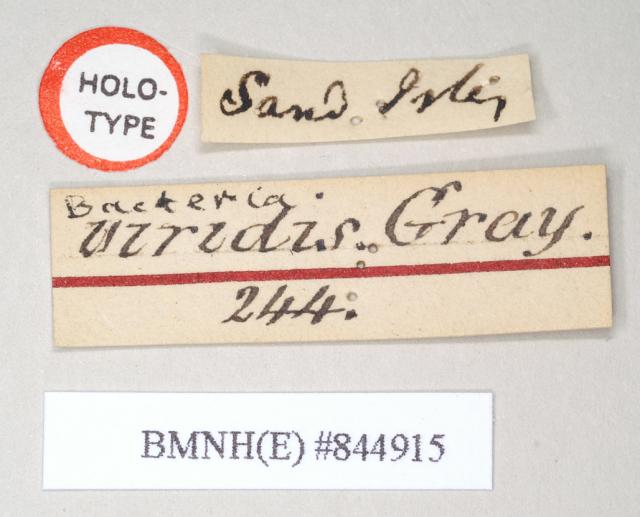 HOLO-
TYPE
Sand. Isles
Bacteria.
viridis. Gray.
244.
BMNH(E) #844915